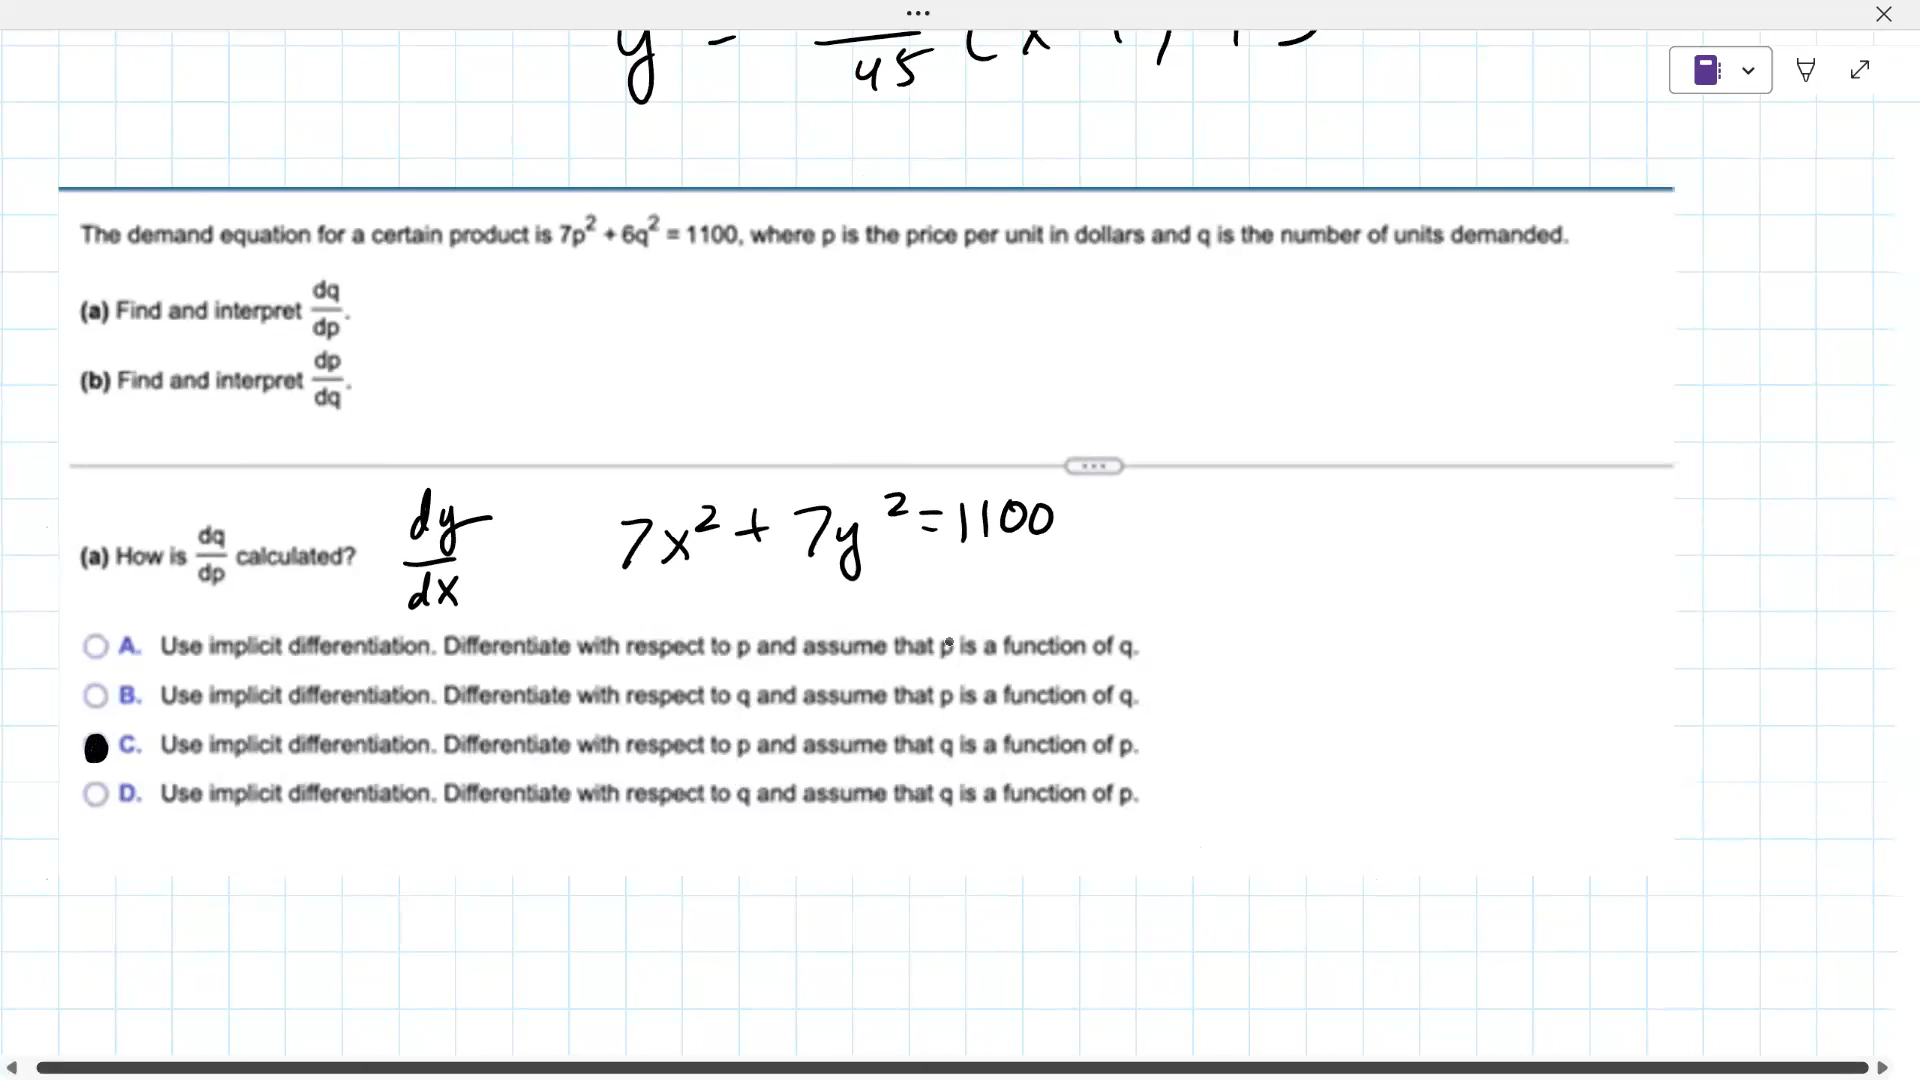 y = /45 (x
The demand equation for a certain product is 7p² + 6q² = 1100, where p is the price per unit in dollars and q is the number of units demanded.
(a) Find and interpret dq/dp.
(b) Find and interpret dp/dq.
(a) How is dq/dp calculated? dy/dx 7x² + 7y² = 1100
A. Use implicit differentiation. Differentiate with respect to p and assume that p is a function of q.
B. Use implicit differentiation. Differentiate with respect to q and assume that p is a function of q.
C. Use implicit differentiation. Differentiate with respect to p and assume that q is a function of p.
D. Use implicit differentiation. Differentiate with respect to q and assume that q is a function of p.